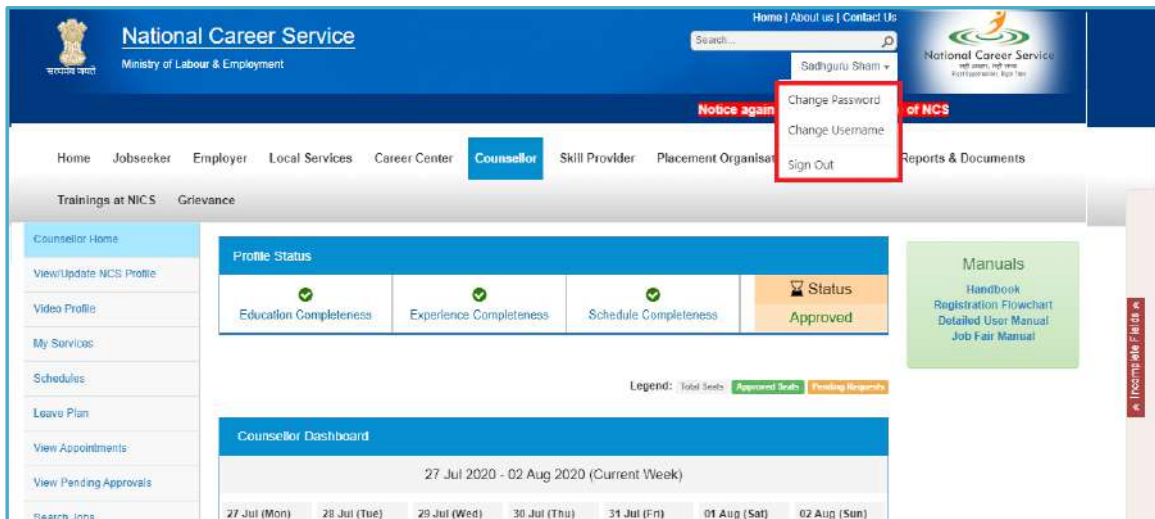 Home | About us | Contact Us
National Career Service
Ministry of Labour & Employment
सत्यमेव जयते
Search...
Sadhguru Sham
National Career Service
Notice again
of NCS
Change Password
Change Username
Sign Out
Home Jobseeker Employer Local Services Career Center Counsellor Skill Provider Placement Organisat Reports & Documents
Trainings at NICS Grievance
Counsellor Home
View/Update NCS Profile
Video Profile
My Services
Schedules
Leave Plan
View Appointments
View Pending Approvals
Search Jobs
Profile Status
Education Completeness
Experience Completeness
Schedule Completeness
Status
Approved
Legend: Total Seats Approved Seats Pending Requests
Counsellor Dashboard
27 Jul 2020 - 02 Aug 2020 (Current Week)
27 Jul (Mon) 28 Jul (Tue) 29 Jul (Wed) 30 Jul (Thu) 31 Jul (Fri) 01 Aug (Sat) 02 Aug (Sun)
Manuals
Handbook
Registration Flowchart
Detailed User Manual
Job Fair Manual
Incomplete Fields